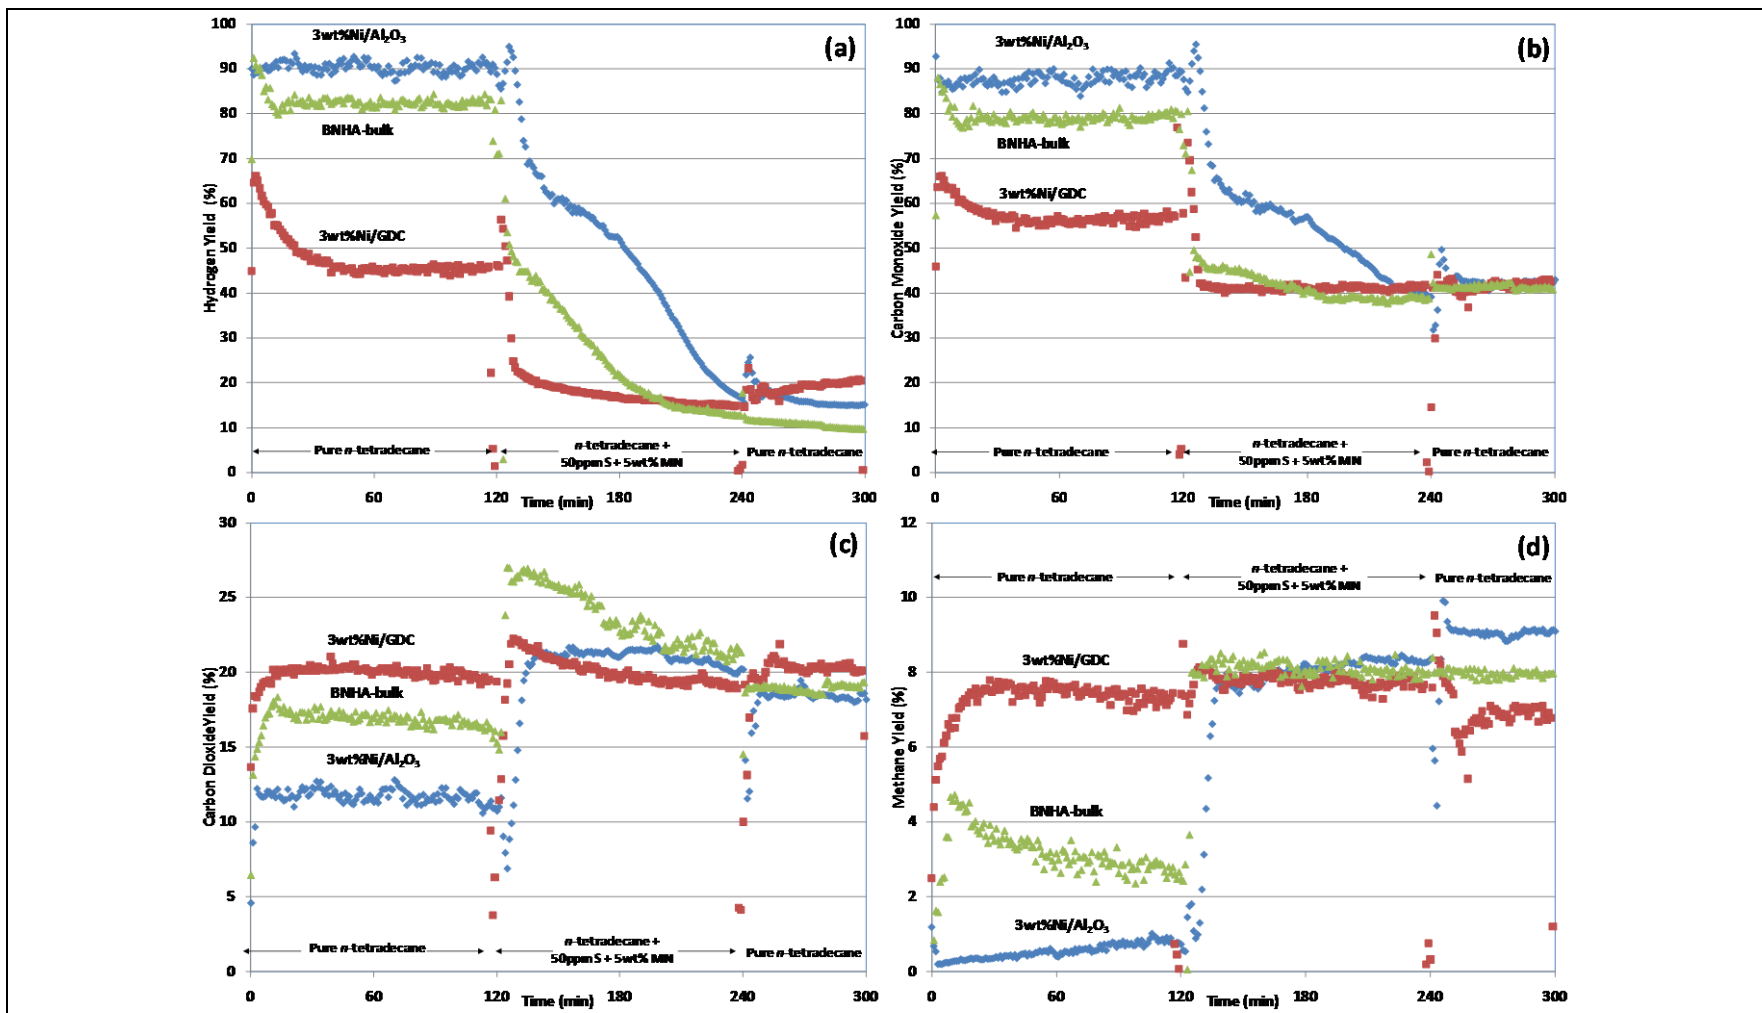 (a)
3wt%Ni/Al₂O₃
BNHA-bulk
3wt%Ni/GDC
Hydrogen Yield (%)
100
90
80
70
60
50
40
30
20
10
0
Pure n-tetradecane
n-tetradecane +
50ppm S + 5wt% MN
Pure n-tetradecane
0
60
120
180
240
300
Time (min)
(b)
3wt%Ni/Al₂O₃
BNHA-bulk
3wt%Ni/GDC
Carbon Monoxide Yield (%)
100
90
80
70
60
50
40
30
20
10
0
Pure n-tetradecane
n-tetradecane +
50ppm S + 5wt% MN
Pure n-tetradecane
0
60
120
180
240
300
Time (min)
(c)
3wt%Ni/GDC
BNHA-bulk
3wt%Ni/Al₂O₃
Carbon Dioxide Yield (%)
30
25
20
15
10
5
0
Pure n-tetradecane
n-tetradecane +
50ppm S + 5wt% MN
Pure n-tetradecane
0
60
120
180
240
300
Time (min)
(d)
Pure n-tetradecane
n-tetradecane +
50ppm S + 5wt% MN
Pure n-tetradecane
3wt%Ni/GDC
BNHA-bulk
3wt%Ni/Al₂O₃
Methane Yield (%)
12
10
8
6
4
2
0
0
60
120
180
240
300
Time (min)